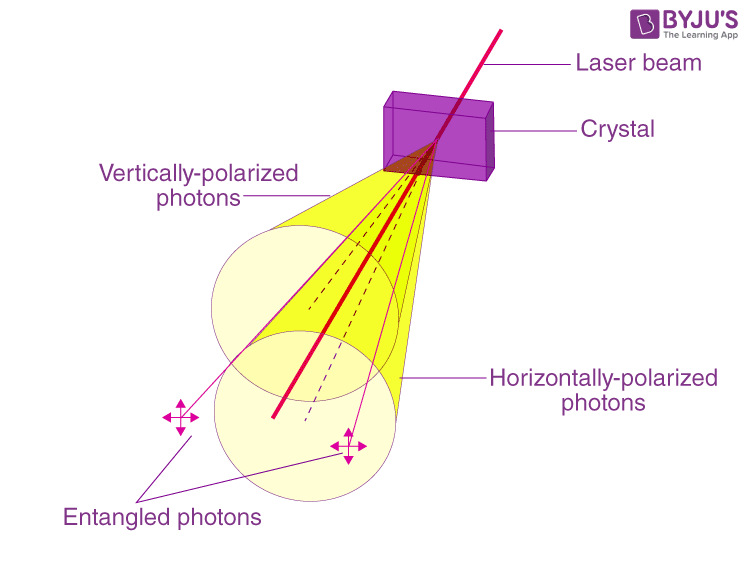 BYJU'S
The Learning App
Laser beam
Crystal
Vertically-polarized
photons
Horizontally-polarized
photons
Entangled photons